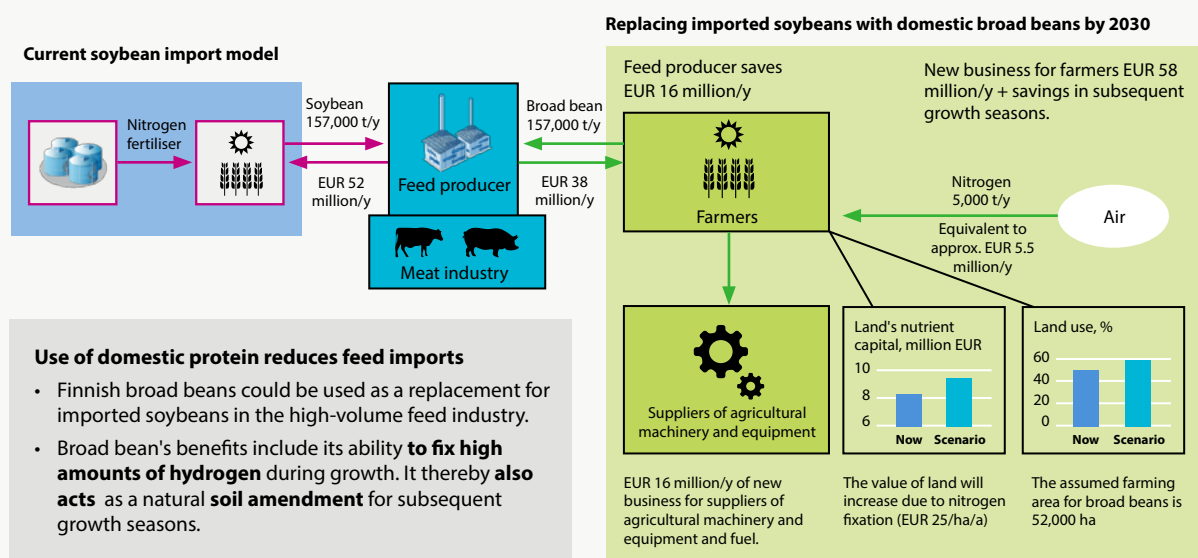 Replacing imported soybeans with domestic broad beans by 2030
Current soybean import model
Nitrogen
fertiliser
Soybean
157,000 t/y
EUR 52
million/y
Feed producer
Meat industry
Broad bean
157,000 t/y
EUR 38
million/y
Feed producer saves
EUR 16 million/y
New business for farmers EUR 58
million/y + savings in subsequent
growth seasons.
Farmers
Nitrogen
5,000 t/y
Equivalent to
approx. EUR 5.5
million/y
Air
Suppliers of agricultural
machinery and equipment
Land's nutrient
capital, million EUR
10
8
6
Now Scenario
Land use, %
60
40
20
0
Now Scenario
EUR 16 million/y of new
business for suppliers of
agricultural machinery and
equipment and fuel.
The value of land will
increase due to nitrogen
fixation (EUR 25/ha/a)
The assumed farming
area for broad beans is
52,000 ha
Use of domestic protein reduces feed imports
• Finnish broad beans could be used as a replacement for
imported soybeans in the high-volume feed industry.
• Broad bean's benefits include its ability to fix high
amounts of hydrogen during growth. It thereby also
acts as a natural soil amendment for subsequent
growth seasons.